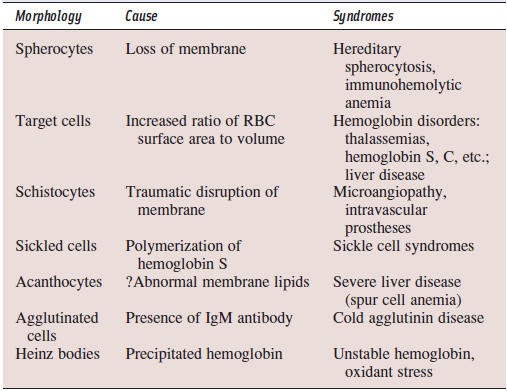 Morphology Cause Syndromes
Spherocytes Loss of membrane Hereditary
spherocytosis,
immunohemolytic
anemia
Target cells Increased ratio of RBC Hemoglobin disorders:
surface area to volume thalassemias,
hemoglobin S, C, etc.;
liver disease
Schistocytes Traumatic disruption of Microangiopathy,
membrane intravascular
prostheses
Sickled cells Polymerization of Sickle cell syndromes
hemoglobin S
Acanthocytes ?Abnormal membrane lipids Severe liver disease
(spur cell anemia)
Agglutinated Presence of IgM antibody Cold agglutinin disease
cells
Heinz bodies Precipitated hemoglobin Unstable hemoglobin,
oxidant stress